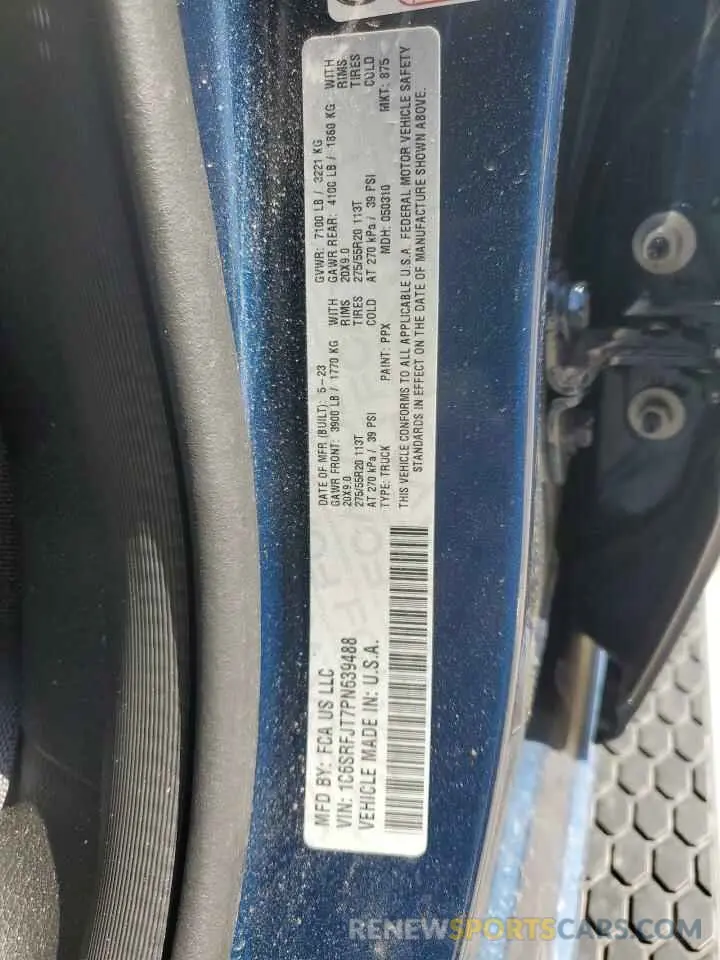 MFD BY: FCA US LLC
VIN: 1C6SRFJT7PN639488
VEHICLE MADE IN: U.S.A.
DATE OF MFR (BUILT): 5-23
GAWR FRONT: 3900 LB / 1770 KG WITH
20X9.0 RIMS
275/55R20 113T TIRES
AT 270 kPa / 39 PSI COLD
TYPE: TRUCK PAINT: PPX
GVWR: 7100 LB / 3221 KG
GAWR REAR: 4100 LB / 1860 KG WITH
20X9.0 RIMS
275/55R20 113T TIRES
AT 270 kPa / 39 PSI COLD
MDH: 050310 MKT: 875
THIS VEHICLE CONFORMS TO ALL APPLICABLE U.S.A. FEDERAL MOTOR VEHICLE SAFETY
STANDARDS IN EFFECT ON THE DATE OF MANUFACTURE SHOWN ABOVE.
RENEWSPORTSCARS.COM